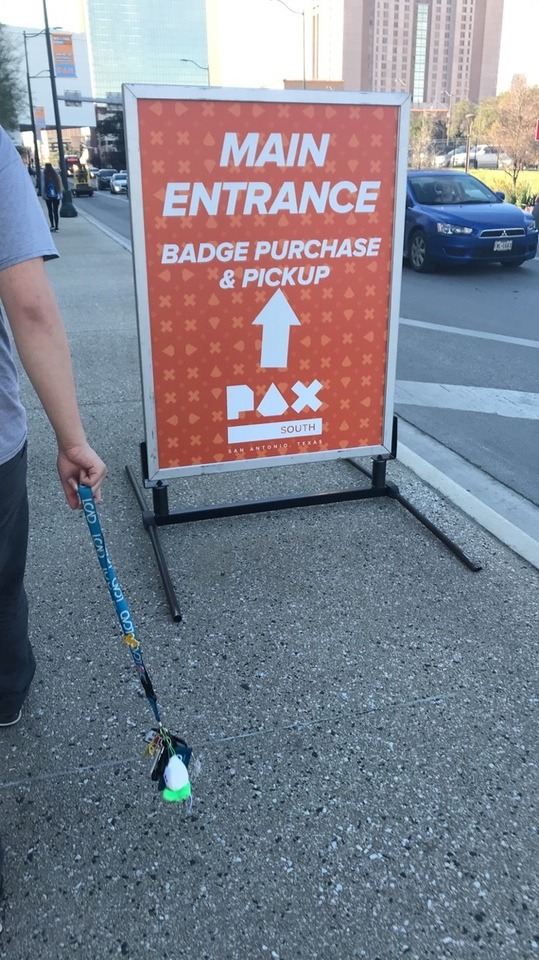 MAIN
ENTRANCE
BADGE PURCHASE
& PICKUP
PAX
SOUTH
SAN ANTONIO, TEXAS